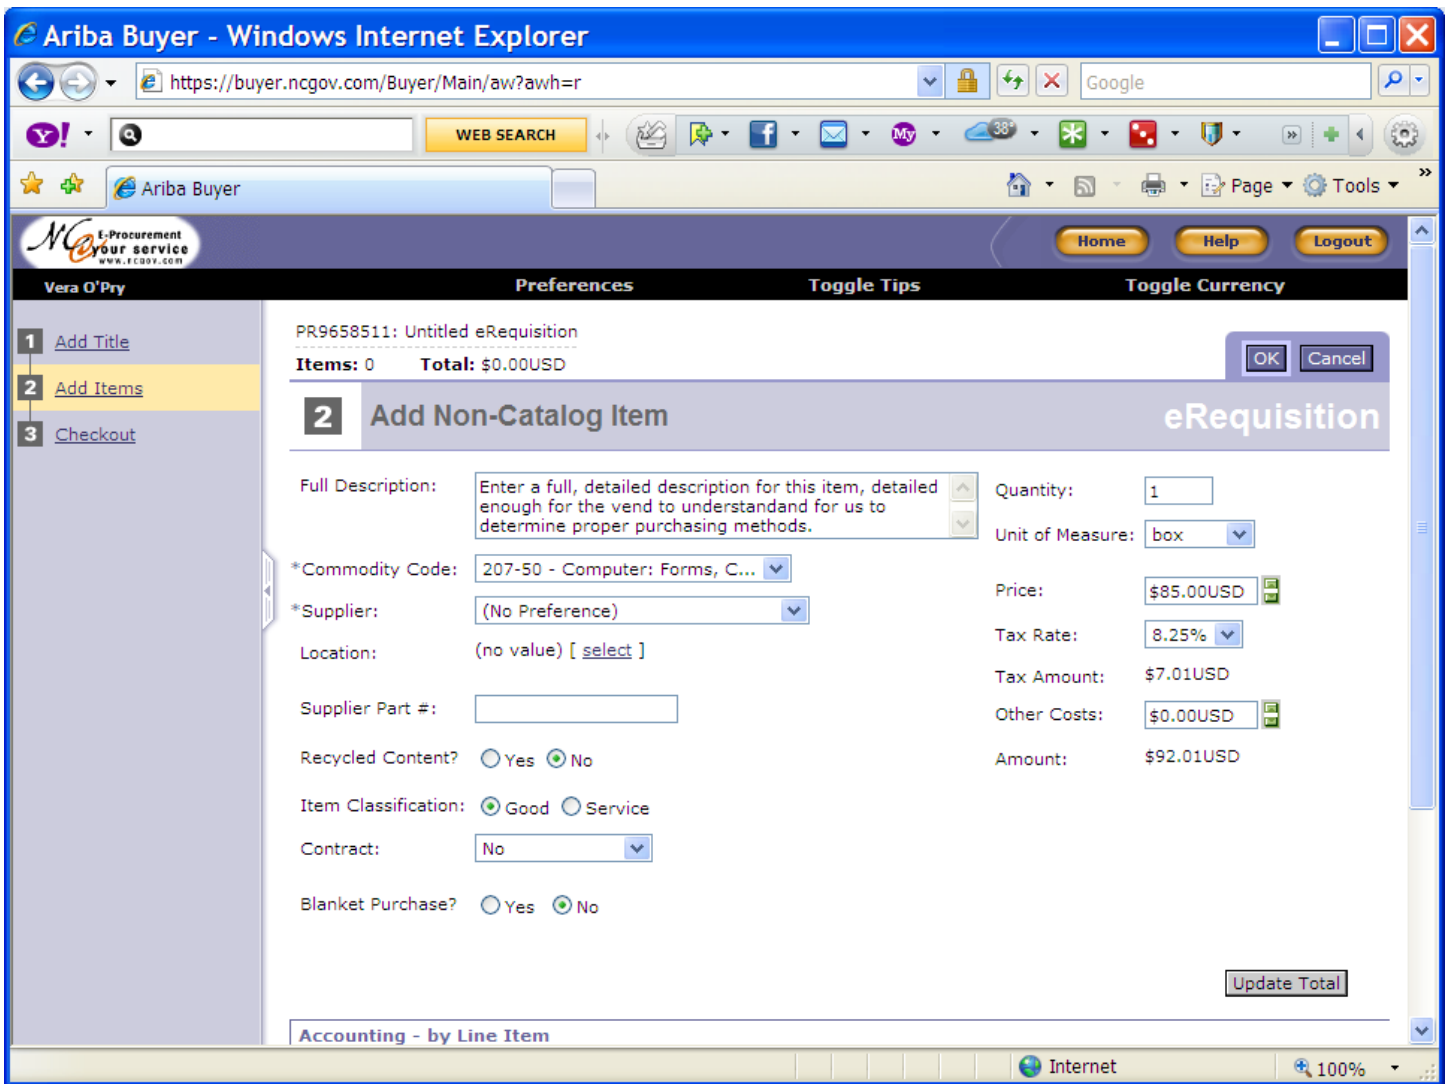 Ariba Buyer - Windows Internet Explorer
https://buyer.ncgov.com/Buyer/Main/aw?awh=r
Google
Y!
WEB SEARCH
My
38°
Ariba Buyer
Page
Tools
NC
E-Procurement
@your service
Home
Help
Logout
Vera O'Pry
Preferences
Toggle Tips
Toggle Currency
1 Add Title
2 Add Items
3 Checkout
PR9658511: Untitled eRequisition
Items: 0 Total: $0.00USD
OK
Cancel
2 Add Non-Catalog Item
eRequisition
Full Description:
Enter a full, detailed description for this item, detailed
enough for the vend to understandand for us to
determine proper purchasing methods.
*Commodity Code: 207-50 - Computer: Forms, C...
*Supplier: (No Preference)
Location: (no value) [ select ]
Supplier Part #:
Recycled Content? Yes No
Item Classification: Good Service
Contract: No
Blanket Purchase? Yes No
Quantity: 1
Unit of Measure: box
Price: $85.00USD
Tax Rate: 8.25%
Tax Amount: $7.01USD
Other Costs: $0.00USD
Amount: $92.01USD
Update Total
Accounting - by Line Item
Internet
100%